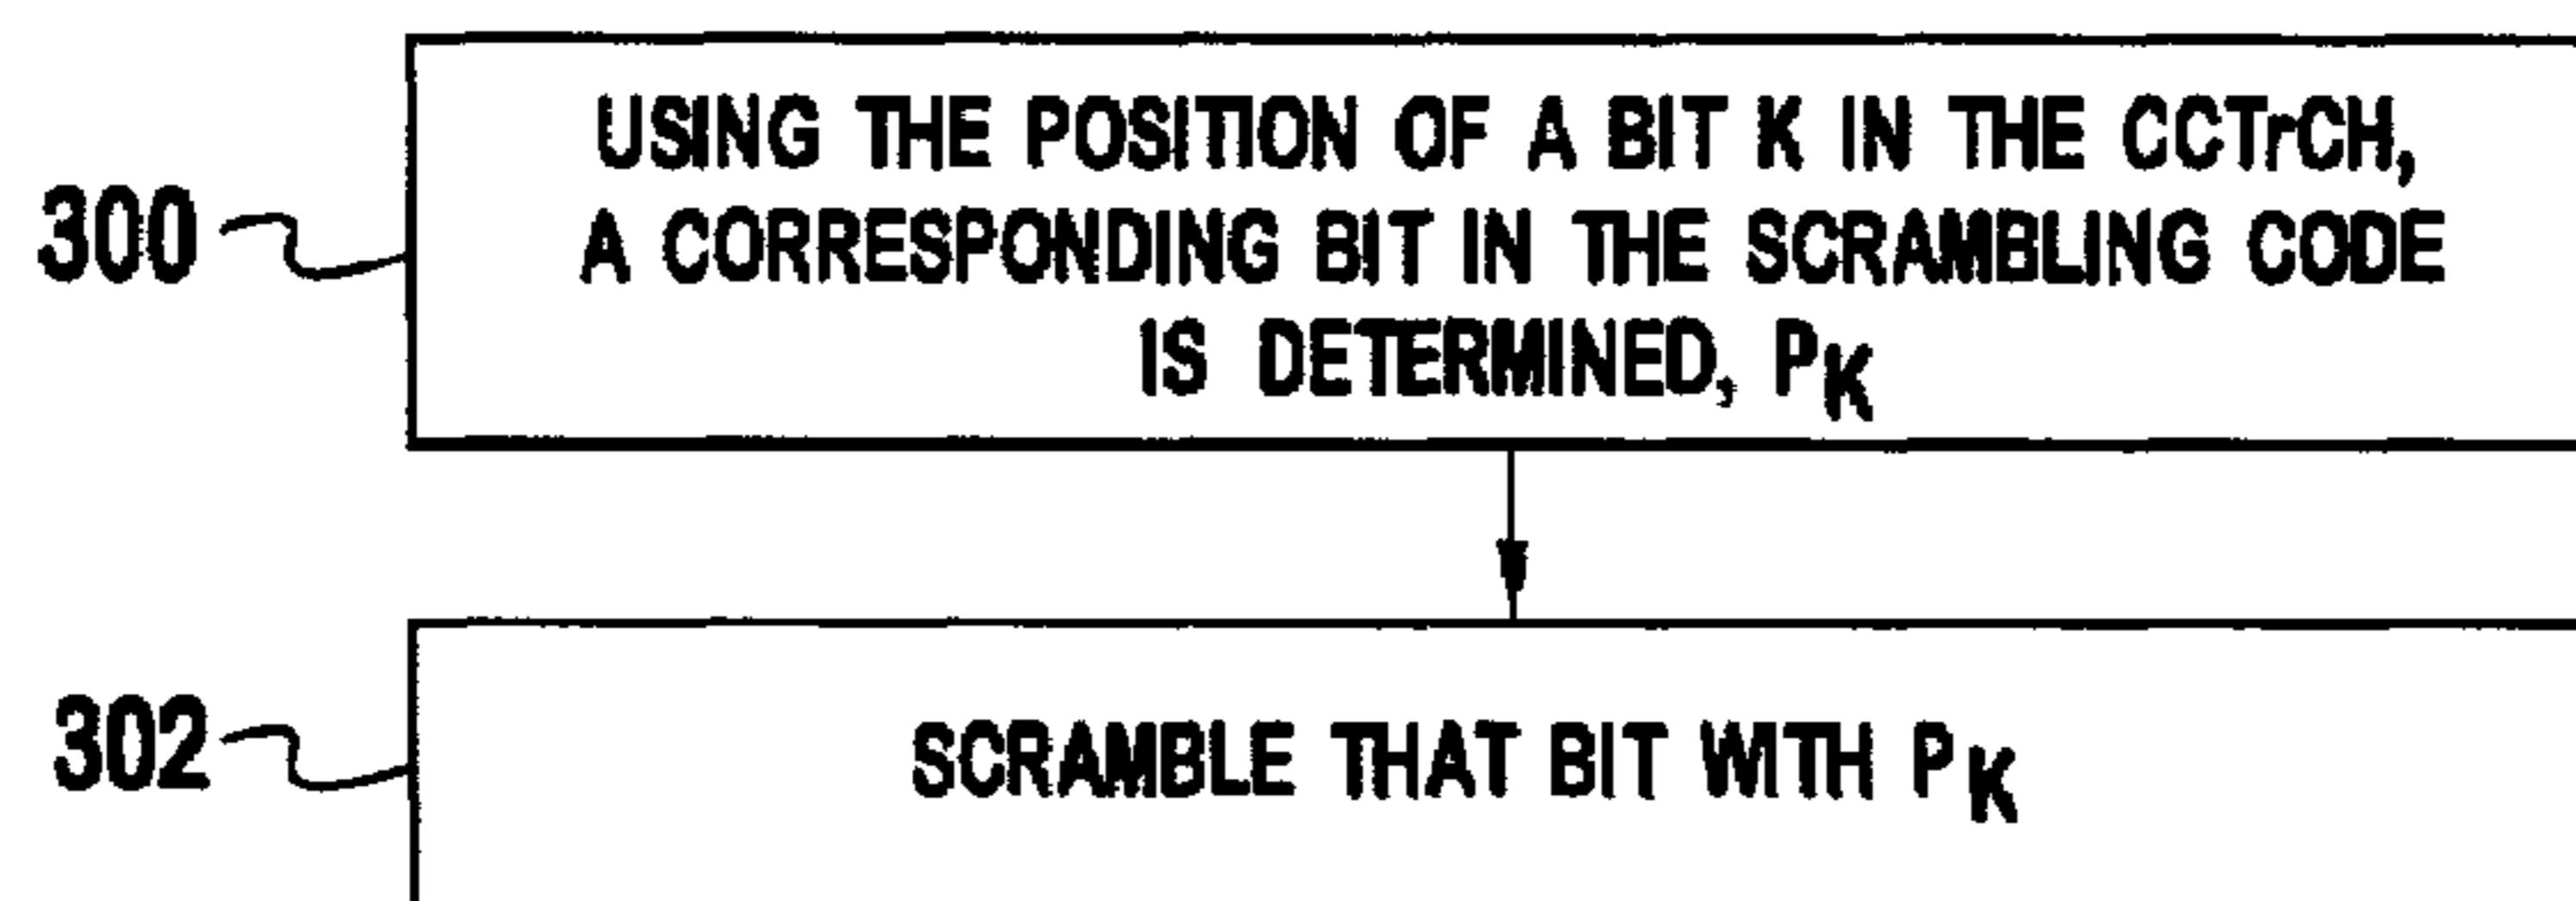 USING THE POSITION OF A BIT K IN THE CCTrCH,
300 A CORRESPONDING BIT IN THE SCRAMBLING CODE
IS DETERMINED, PK
302 SCRAMBLE THAT BIT WITH PK